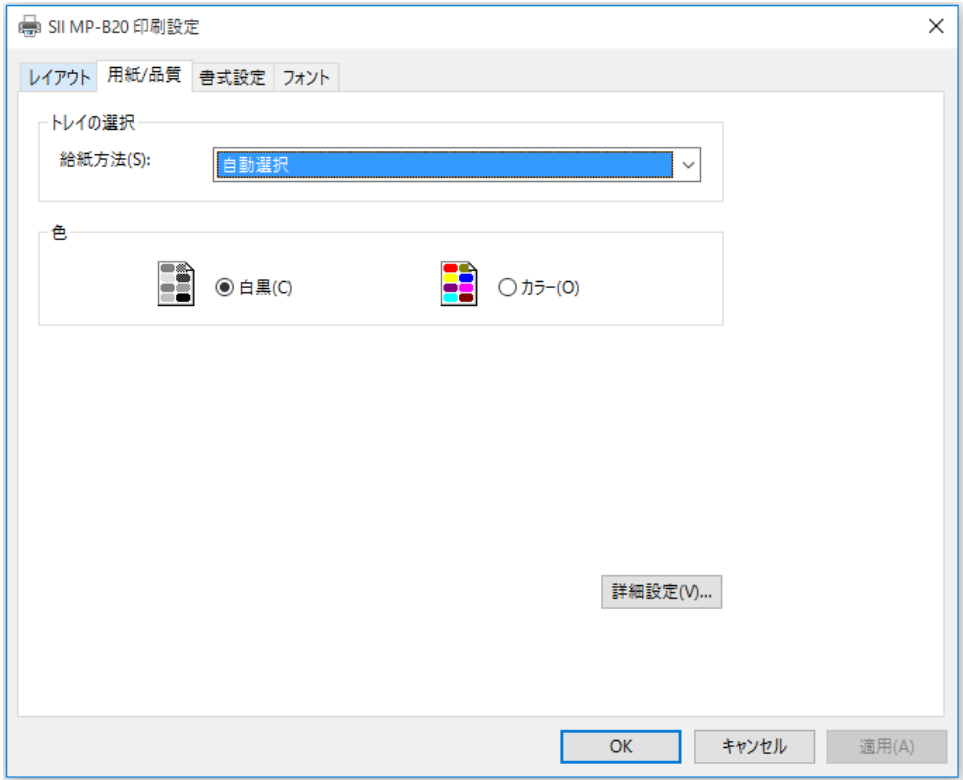 SII MP-B20 印刷設定
レイアウト 用紙/品質 書式設定 フォント
トレイの選択
給紙方法(S): 自動選択
色
白黒(C) カラー(O)
詳細設定(V)...
OK キャンセル 適用(A)